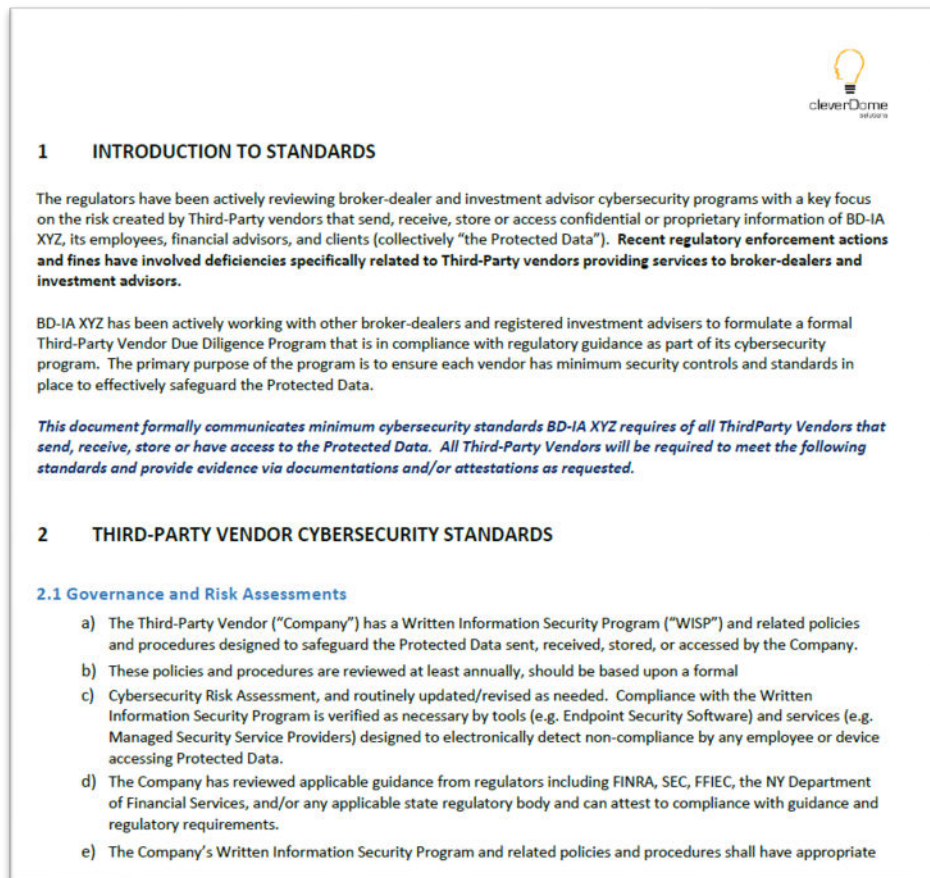 cleverDome
solutions
1 INTRODUCTION TO STANDARDS
The regulators have been actively reviewing broker-dealer and investment advisor cybersecurity programs with a key focus
on the risk created by Third-Party vendors that send, receive, store or access confidential or proprietary information of BD-IA
XYZ, its employees, financial advisors, and clients (collectively “the Protected Data”). Recent regulatory enforcement actions
and fines have involved deficiencies specifically related to Third-Party vendors providing services to broker-dealers and
investment advisors.
BD-IA XYZ has been actively working with other broker-dealers and registered investment advisers to formulate a formal
Third-Party Vendor Due Diligence Program that is in compliance with regulatory guidance as part of its cybersecurity
program. The primary purpose of the program is to ensure each vendor has minimum security controls and standards in
place to effectively safeguard the Protected Data.
This document formally communicates minimum cybersecurity standards BD-IA XYZ requires of all ThirdParty Vendors that
send, receive, store or have access to the Protected Data. All Third-Party Vendors will be required to meet the following
standards and provide evidence via documentations and/or attestations as requested.
2 THIRD-PARTY VENDOR CYBERSECURITY STANDARDS
2.1 Governance and Risk Assessments
a) The Third-Party Vendor (“Company”) has a Written Information Security Program (“WISP”) and related policies
and procedures designed to safeguard the Protected Data sent, received, stored, or accessed by the Company.
b) These policies and procedures are reviewed at least annually, should be based upon a formal
c) Cybersecurity Risk Assessment, and routinely updated/revised as needed. Compliance with the Written
Information Security Program is verified as necessary by tools (e.g. Endpoint Security Software) and services (e.g.
Managed Security Service Providers) designed to electronically detect non-compliance by any employee or device
accessing Protected Data.
d) The Company has reviewed applicable guidance from regulators including FINRA, SEC, FFIEC, the NY Department
of Financial Services, and/or any applicable state regulatory body and can attest to compliance with guidance and
regulatory requirements.
e) The Company’s Written Information Security Program and related policies and procedures shall have appropriate